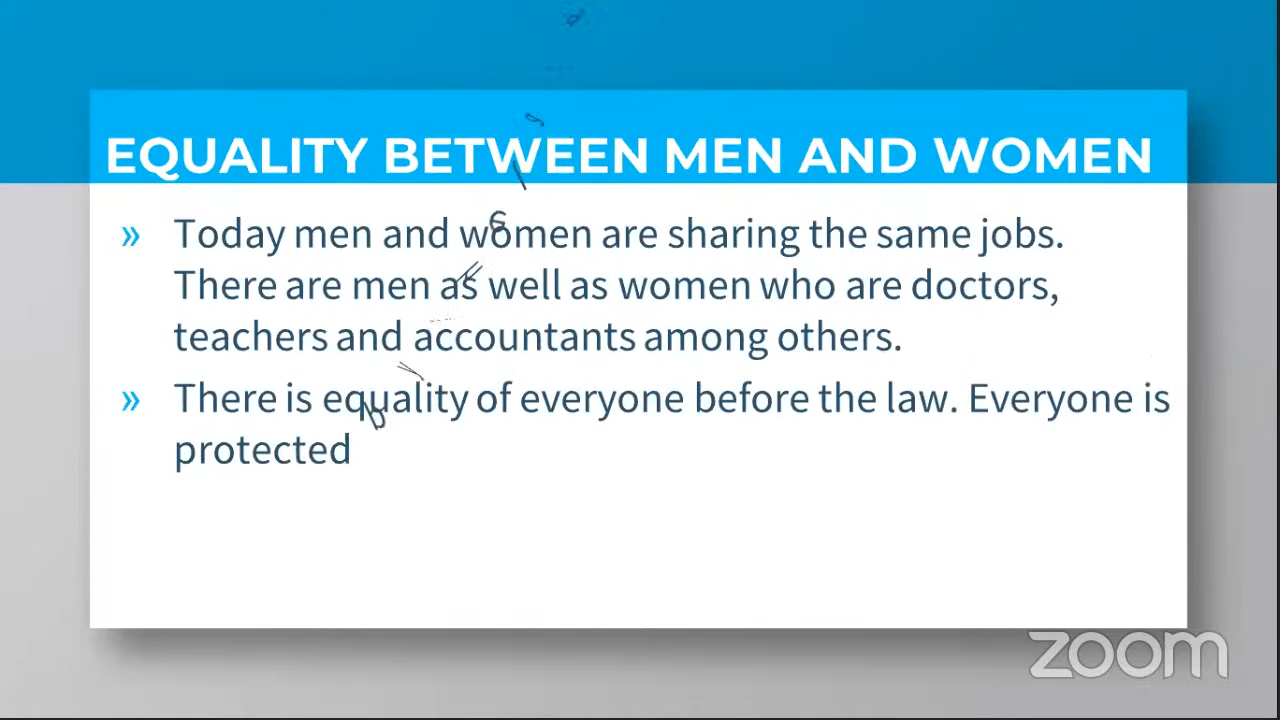 EQUALITY BETWEEN MEN AND WOMEN
» Today men and women are sharing the same jobs.
There are men as well as women who are doctors,
teachers and accountants among others.
» There is equality of everyone before the law. Everyone is
protected
zoom